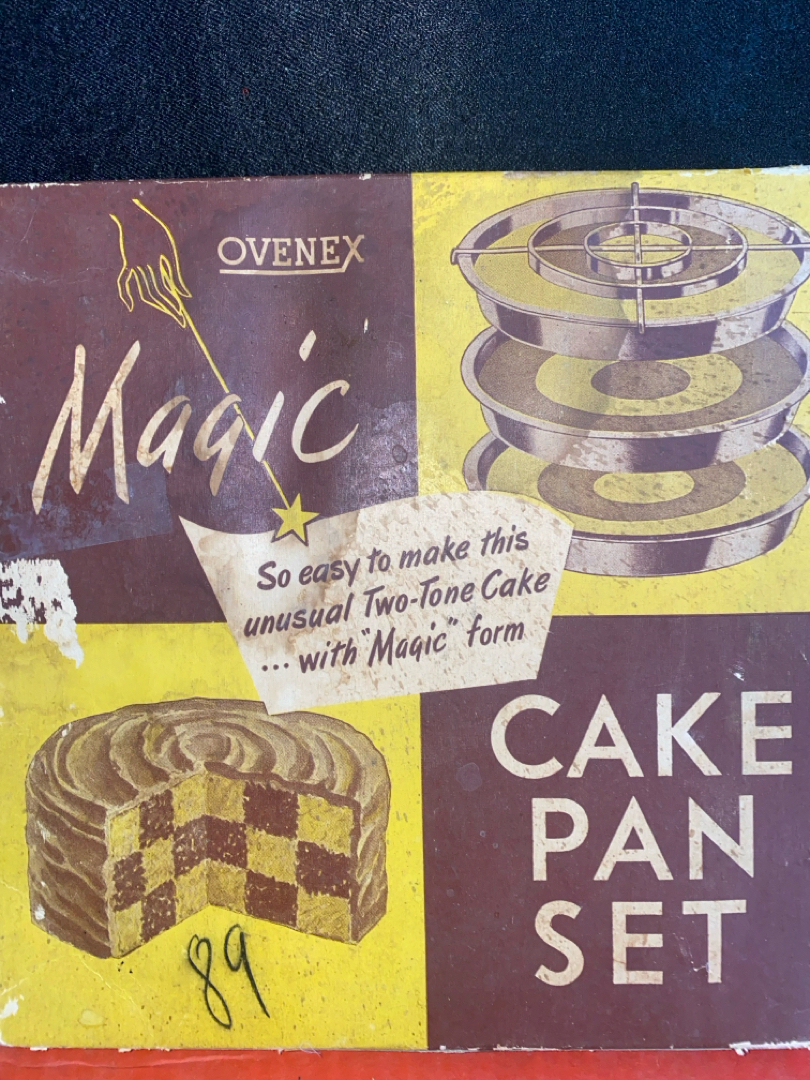 OVENEX
Magic
So easy to make this
unusual Two-Tone Cake
... with "Magic" form
CAKE
PAN
SET
89